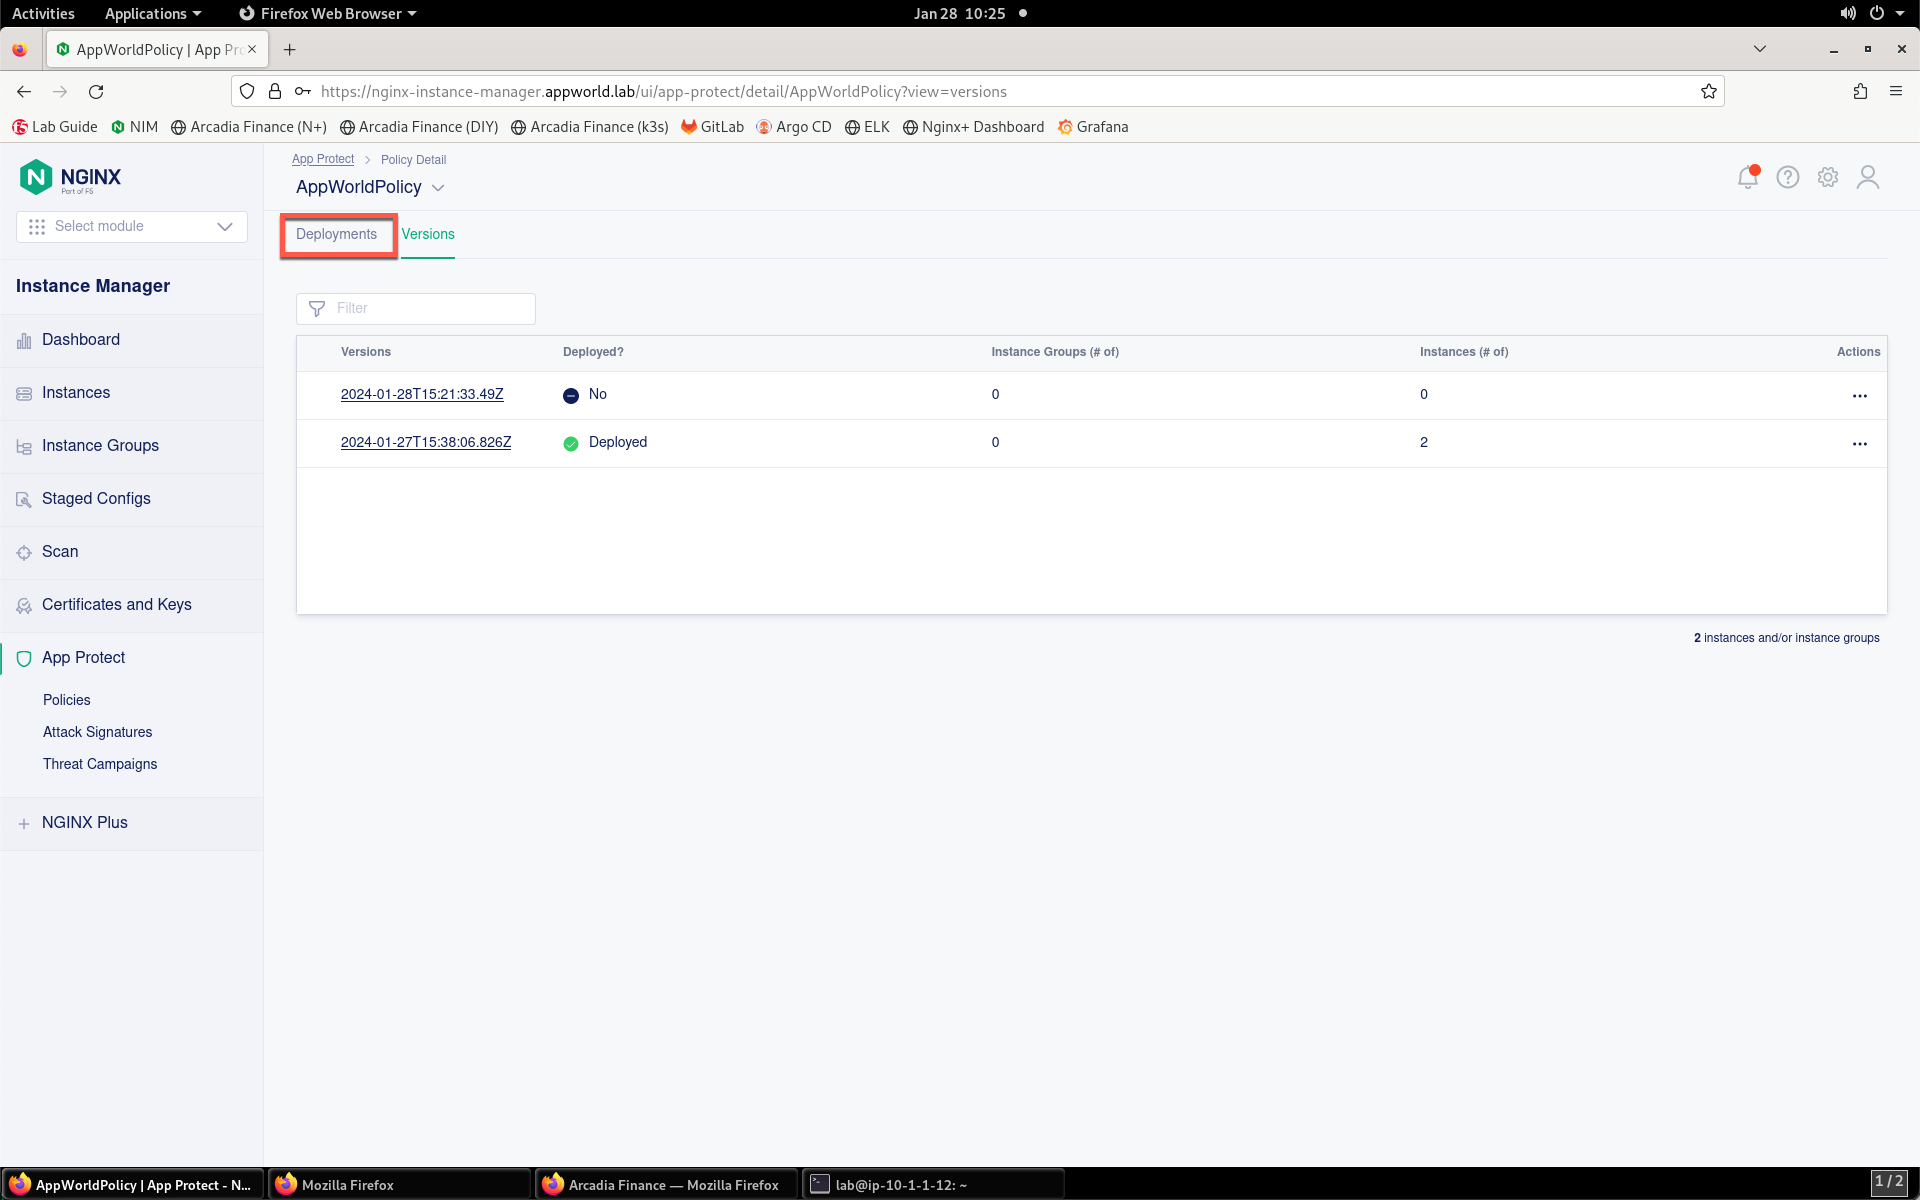 Activities Applications Firefox Web Browser Jan 28 10:25
AppWorldPolicy | App Pr
https://nginx-instance-manager.appworld.lab/ui/app-protect/detail/AppWorldPolicy?view=versions
Lab Guide NIM Arcadia Finance (N+) Arcadia Finance (DIY) Arcadia Finance (k3s) GitLab Argo CD ELK Nginx+ Dashboard Grafana
NGINX
Part of F5
Select module
Instance Manager
Dashboard
Instances
Instance Groups
Staged Configs
Scan
Certificates and Keys
App Protect
Policies
Attack Signatures
Threat Campaigns
NGINX Plus
App Protect > Policy Detail
AppWorldPolicy
Deployments Versions
Filter
Versions Deployed? Instance Groups (# of) Instances (# of) Actions
2024-01-28T15:21:33.49Z No 0 0
2024-01-27T15:38:06.826Z Deployed 0 2
2 instances and/or instance groups
AppWorldPolicy | App Protect - N... Mozilla Firefox Arcadia Finance — Mozilla Firefox lab@ip-10-1-1-12: ~ 1 / 2